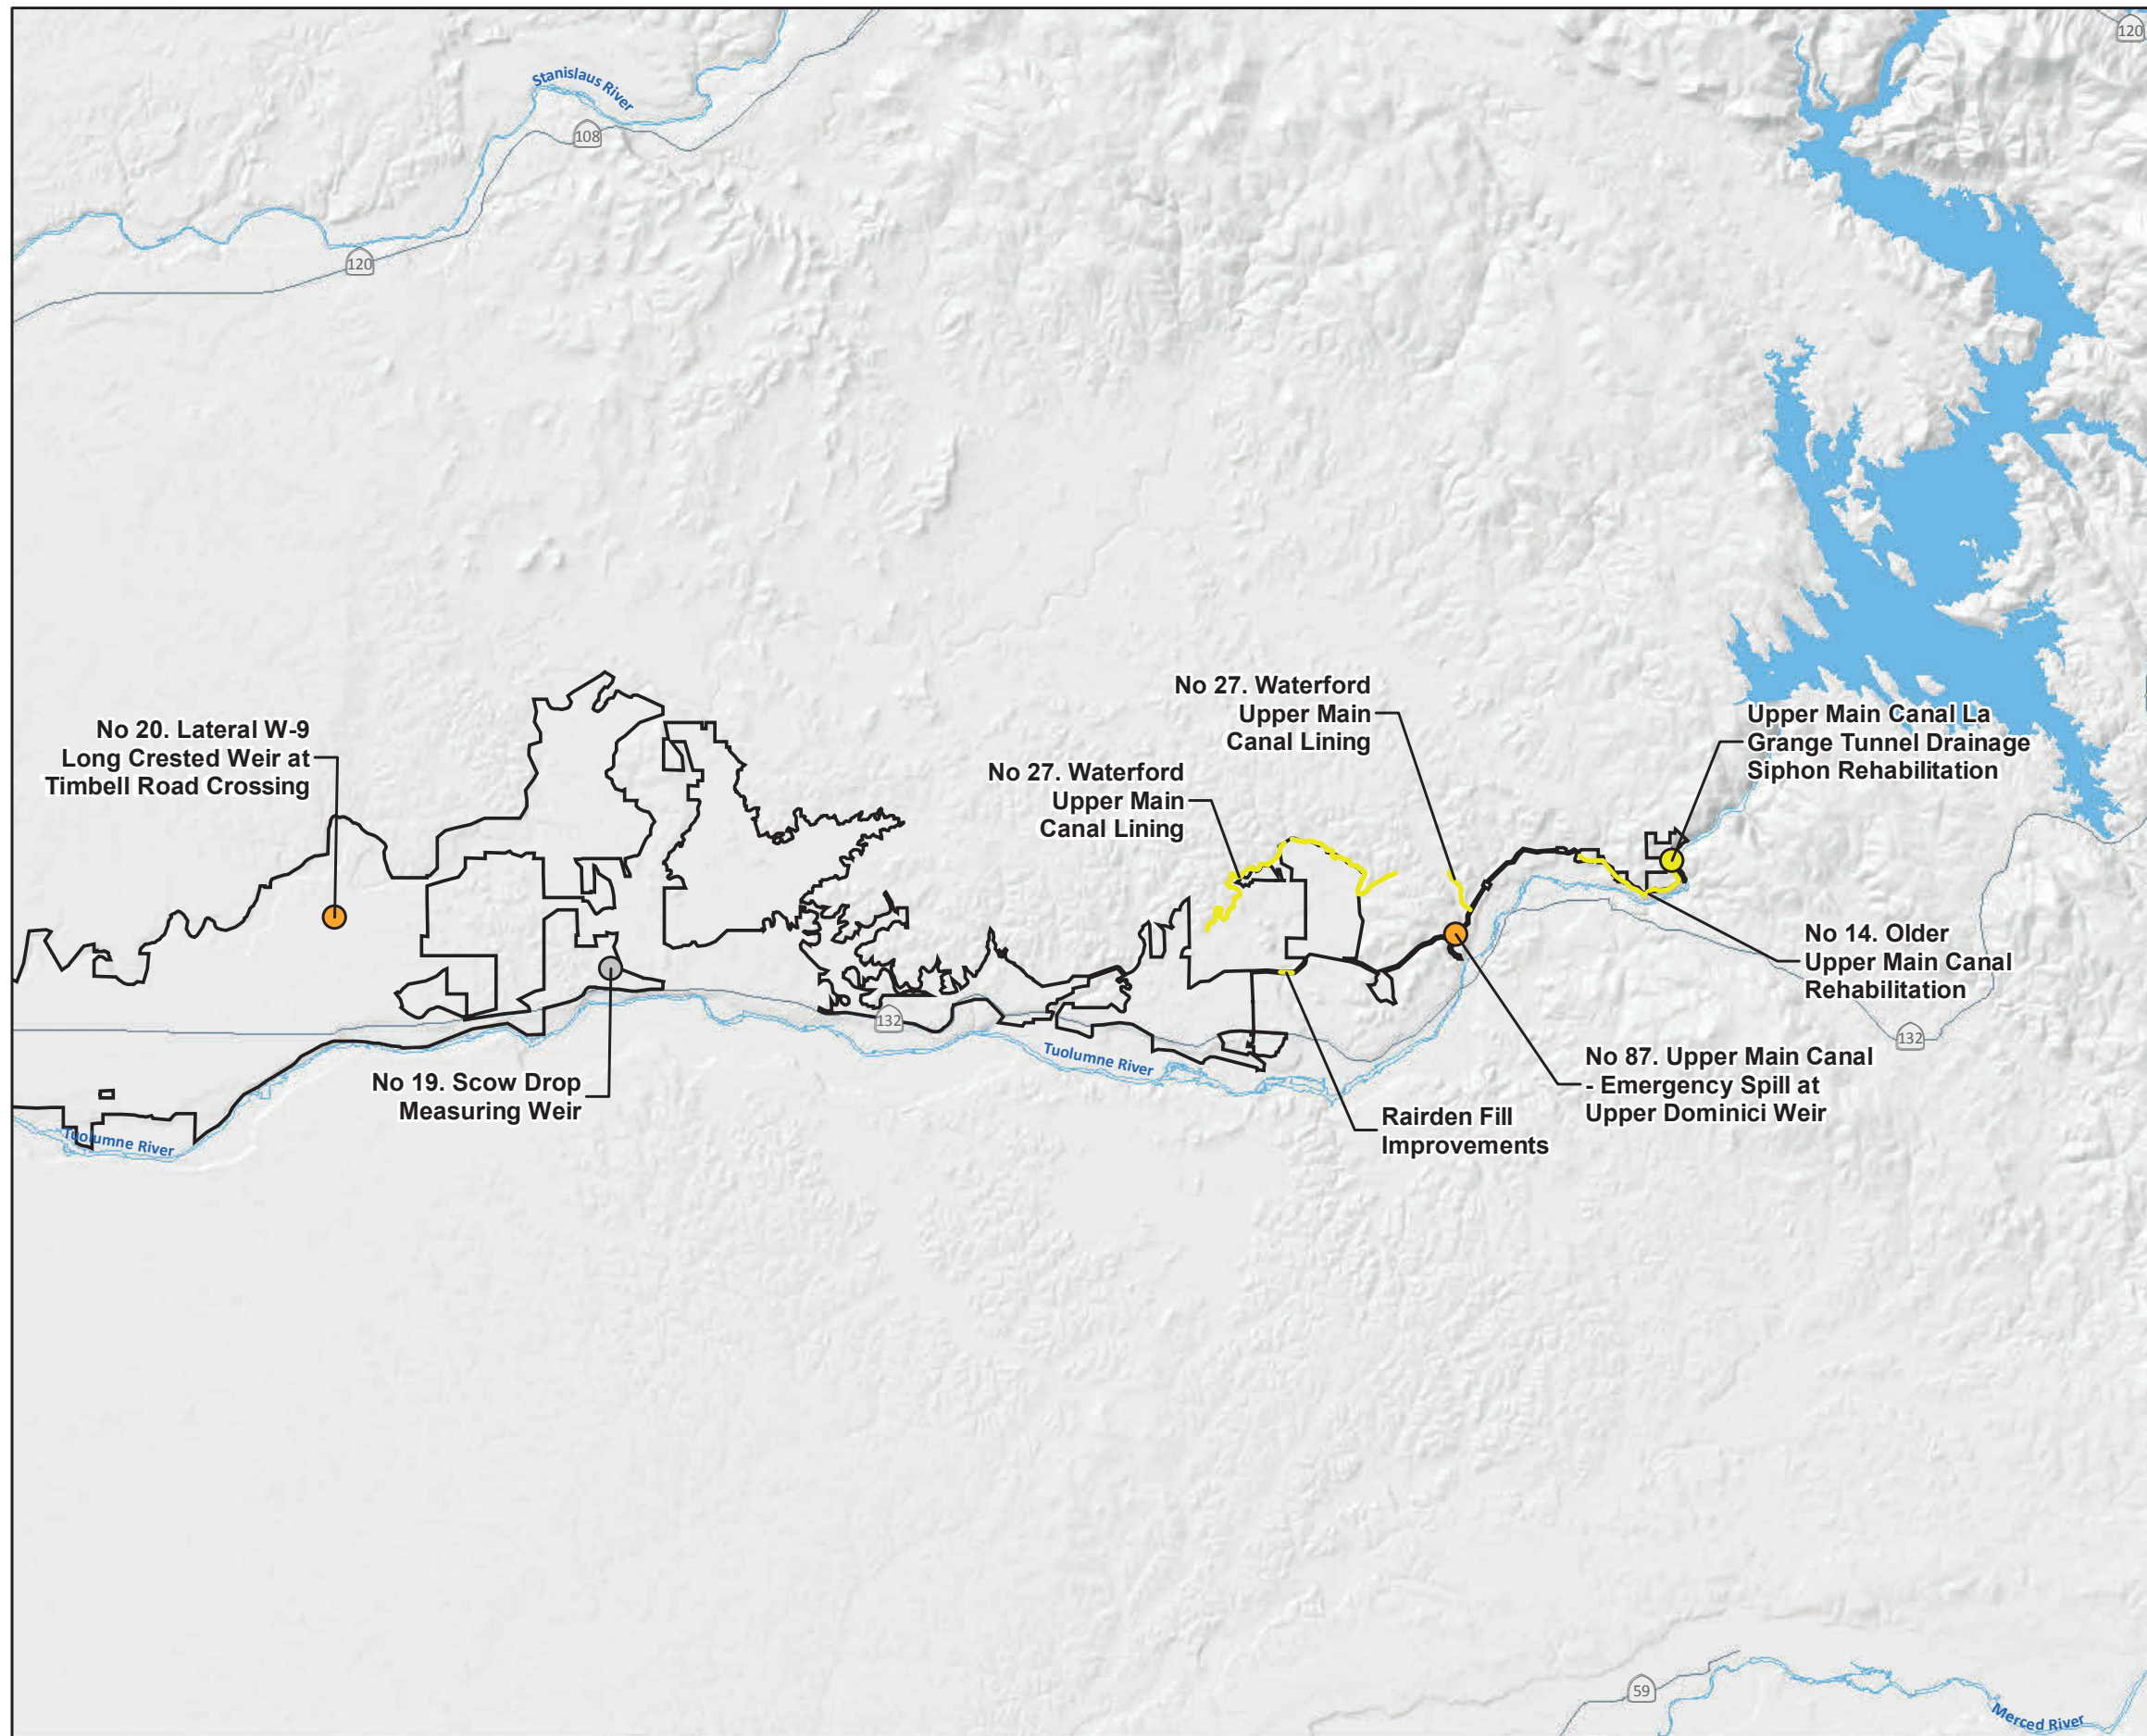 120
Stanislaus River
108
120
No 27. Waterford
Upper Main
Canal Lining
No 20. Lateral W-9
Long Crested Weir at
Timbell Road Crossing
Upper Main Canal La
Grange Tunnel Drainage
Siphon Rehabilitation
No 27. Waterford
Upper Main
Canal Lining
No 14. Older
Upper Main Canal
Rehabilitation
132
132
Tuolumne River
No 87. Upper Main Canal
- Emergency Spill at
Upper Dominici Weir
No 19. Scow Drop
Measuring Weir
Rairden Fill
Improvements
Tuolumne River
59
Merced River